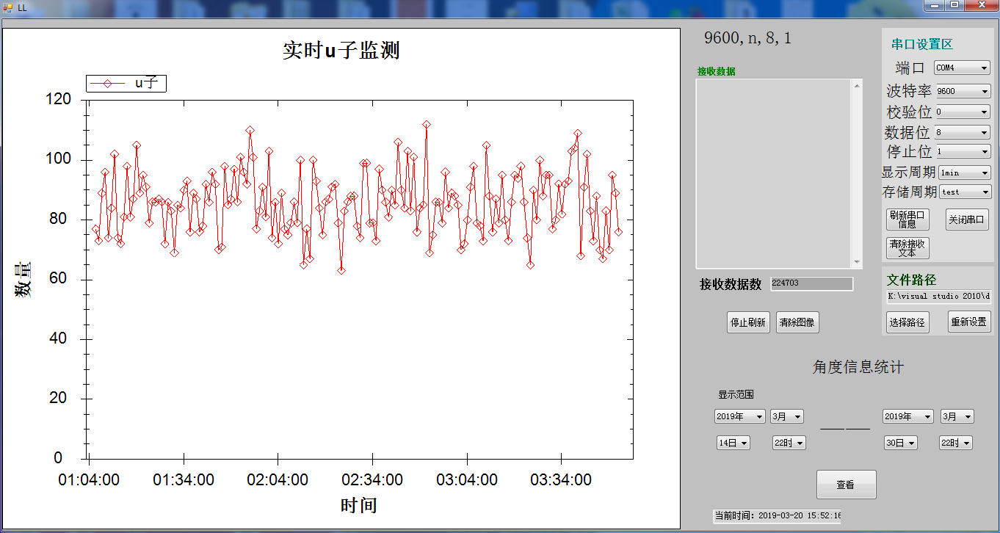 LL
实时u子监测
u子
120
100
80
60
40
20
0
数量
01:04:00
01:34:00
02:04:00
02:34:00
03:04:00
03:34:00
时间
9600,n,8,1
接收数据
接收数据数
224703
停止刷新
清除图像
串口设置区
端口
COM4
波特率
9600
校验位
0
数据位
8
停止位
1
显示周期
1min
存储周期
test
刷新串口
信息
关闭串口
清除接收
文本
文件路径
K:\visual studio 2010\d
选择路径
重新设置
角度信息统计
显示范围
2019年
3月
2019年
3月
14日
22时
30日
22时
查看
当前时间: 2019-03-20 15:52:16